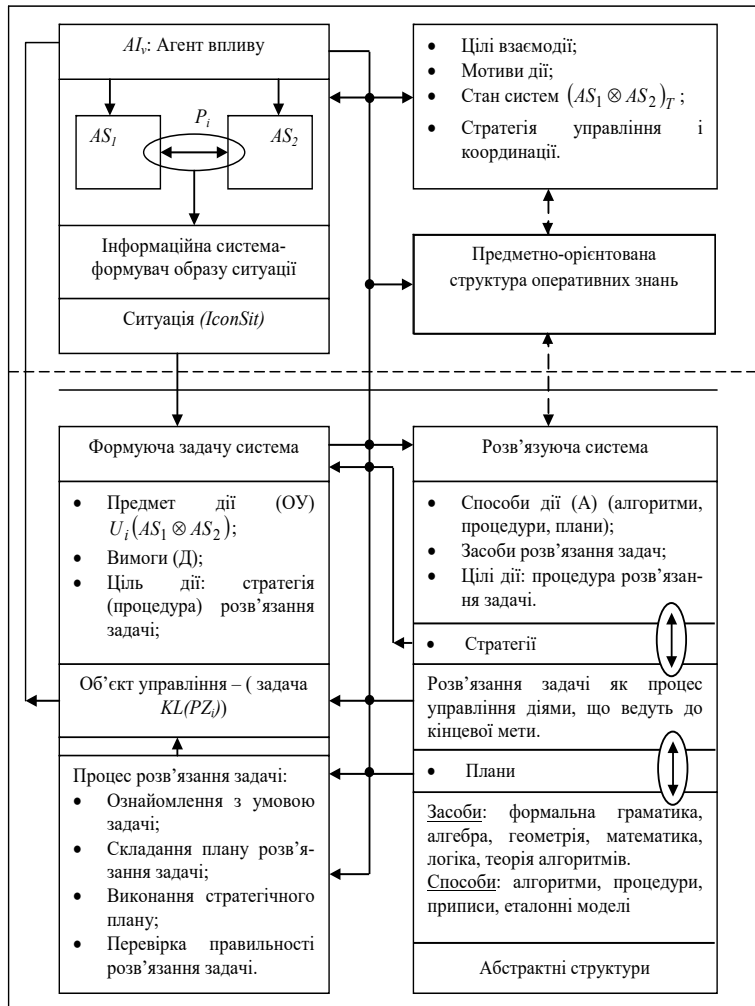 AIᵥ: Агент впливу
Pᵢ
AS₁
AS₂
Інформаційна система-
формувач образу ситуації
Ситуація (IconSit)
• Цілі взаємодії;
• Мотиви дії;
• Стан систем (AS₁ ⊗ AS₂)_T ;
• Стратегія управління і
координації.
Предметно-орієнтована
структура оперативних знань
Формуюча задачу система
• Предмет дії (ОУ)
Uᵢ(AS₁ ⊗ AS₂);
• Вимоги (Д);
• Ціль дії: стратегія
(процедура) розв'язання
задачі;
Об'єкт управління – ( задача
KL(PZᵢ))
Процес розв'язання задачі:
• Ознайомлення з умовою
задачі;
• Складання плану розв'я-
зання задачі;
• Виконання стратегічного
плану;
• Перевірка правильності
розв'язання задачі.
Розв'язуюча система
• Способи дії (А) (алгоритми,
процедури, плани);
• Засоби розв'язання задач;
• Цілі дії: процедура розв'язан-
ня задачі.
• Стратегії
Розв'язання задачі як процес
управління діями, що ведуть до
кінцевої мети.
• Плани
Засоби: формальна граматика,
алгебра, геометрія, математика,
логіка, теорія алгоритмів.
Способи: алгоритми, процедури,
приписи, еталонні моделі
Абстрактні структури